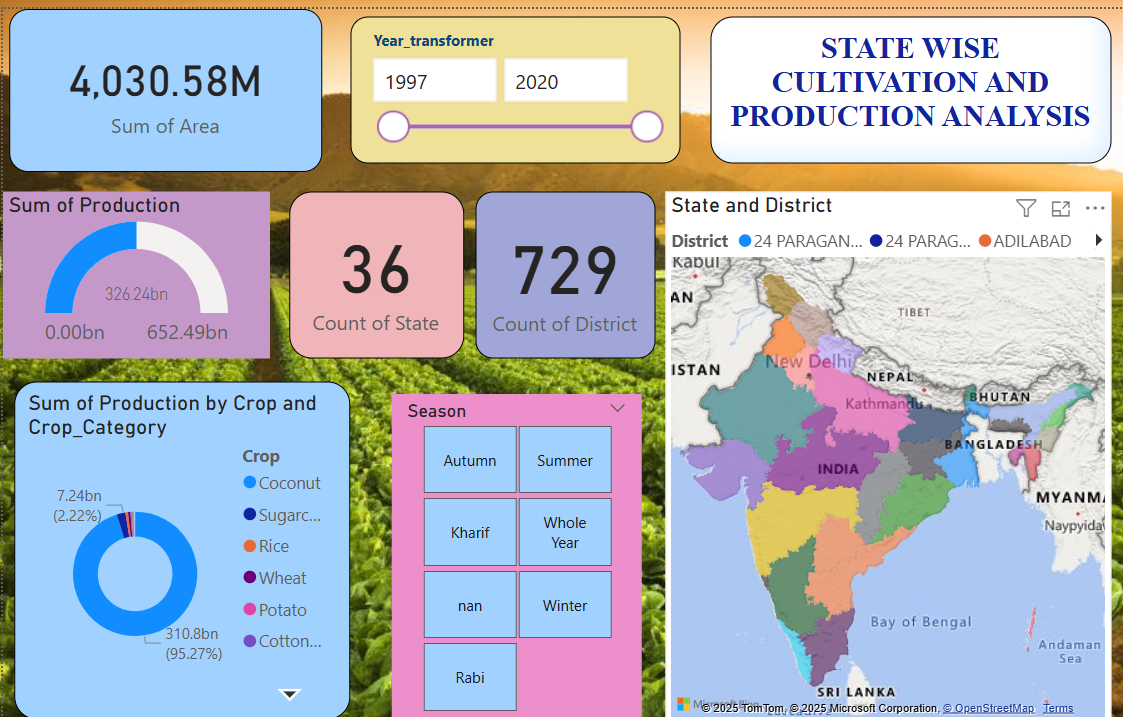 4,030.58M
Sum of Area
Year_transformer
1997
2020
STATE WISE
CULTIVATION AND
PRODUCTION ANALYSIS
Sum of Production
326.24bn
0.00bn
652.49bn
36
Count of State
729
Count of District
State and District
District
24 PARAGAN...
24 PARAG...
ADILABAD
Kabul
AN
TIBET
ISTAN
New Delhi
NEPAL
Kathmandu
BHUTAN
BANGLADESH
INDIA
MYANMA
Naypyida
Bay of Bengal
Andaman
Sea
SRI LANKA
© 2025 TomTom, © 2025 Microsoft Corporation, © OpenStreetMap Terms
Sum of Production by Crop and
Crop_Category
Crop
Coconut
Sugarc...
Rice
Wheat
Potato
Cotton...
7.24bn
(2.22%)
310.8bn
(95.27%)
Season
Autumn
Summer
Kharif
Whole
Year
nan
Winter
Rabi